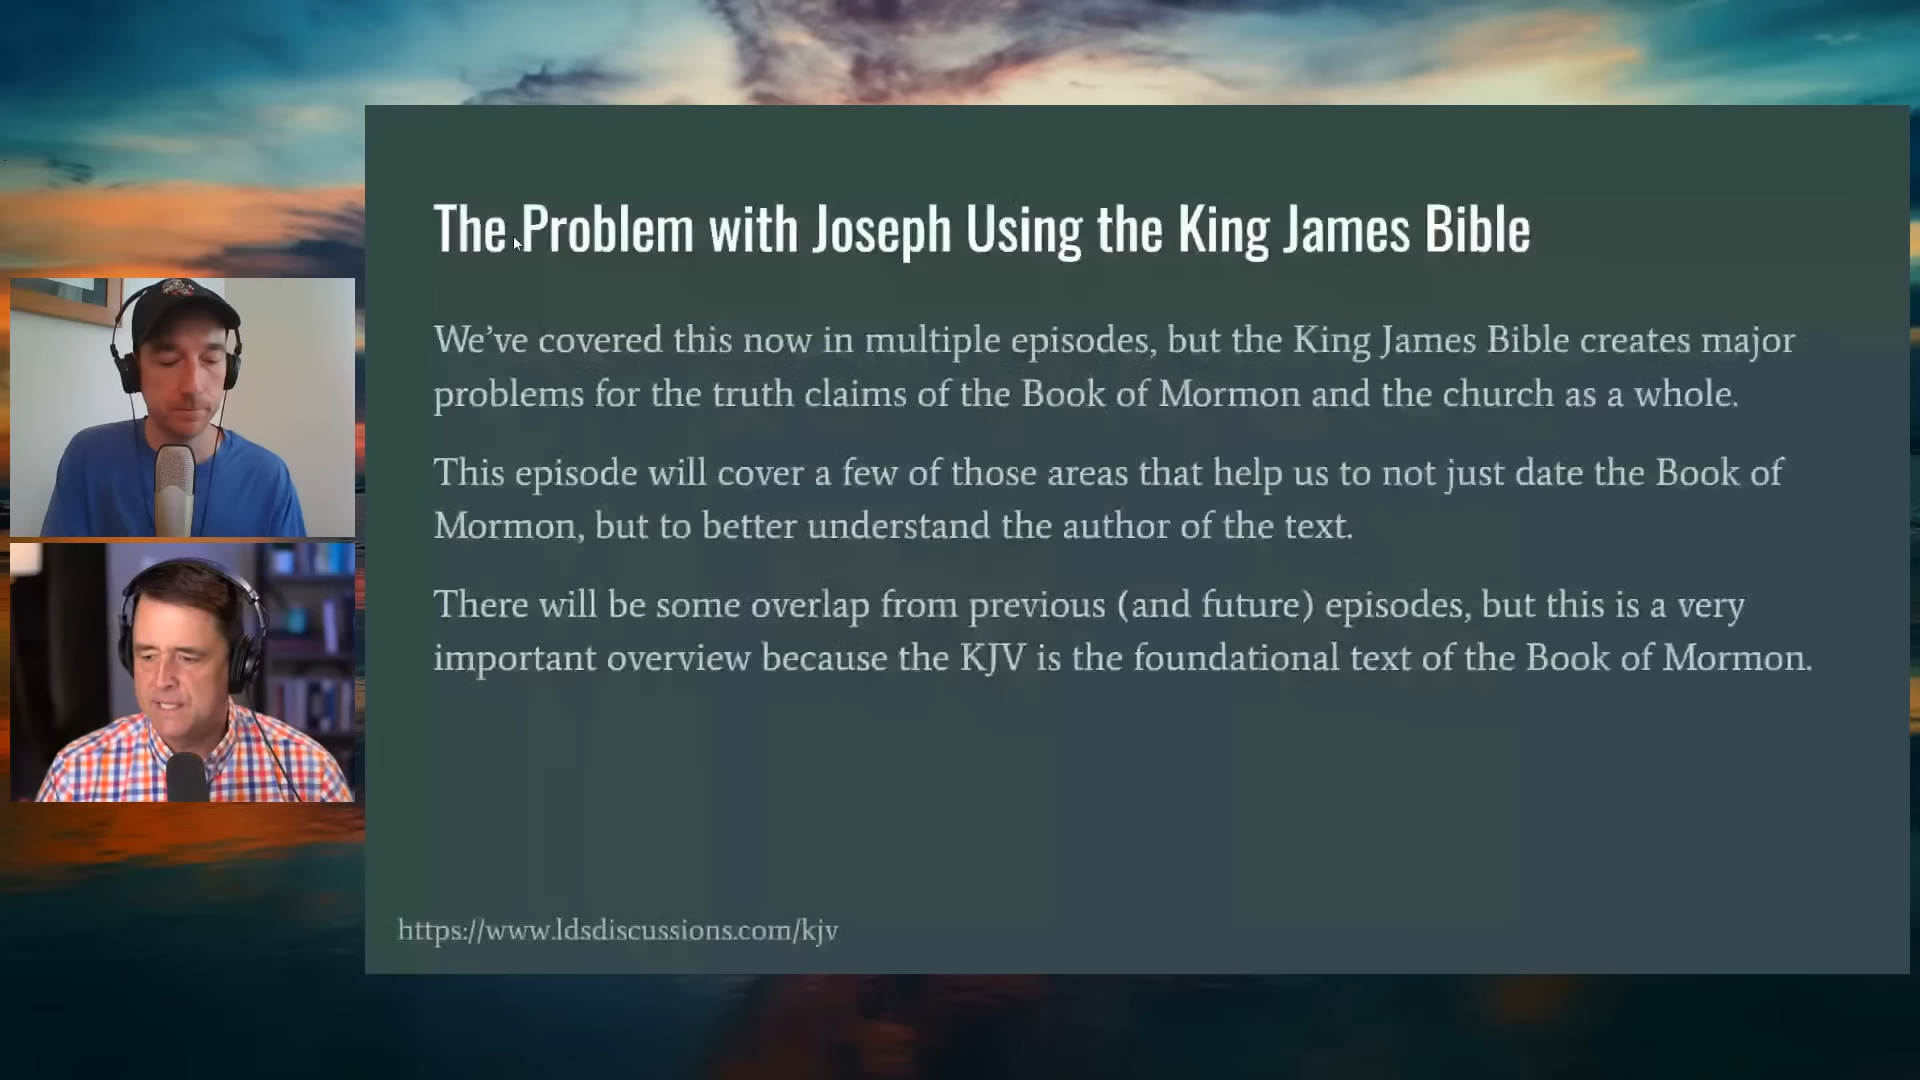 The Problem with Joseph Using the King James Bible
We’ve covered this now in multiple episodes, but the King James Bible creates major
problems for the truth claims of the Book of Mormon and the church as a whole.
This episode will cover a few of those areas that help us to not just date the Book of
Mormon, but to better understand the author of the text.
There will be some overlap from previous (and future) episodes, but this is a very
important overview because the KJV is the foundational text of the Book of Mormon.
https://www.ldsdiscussions.com/kjv